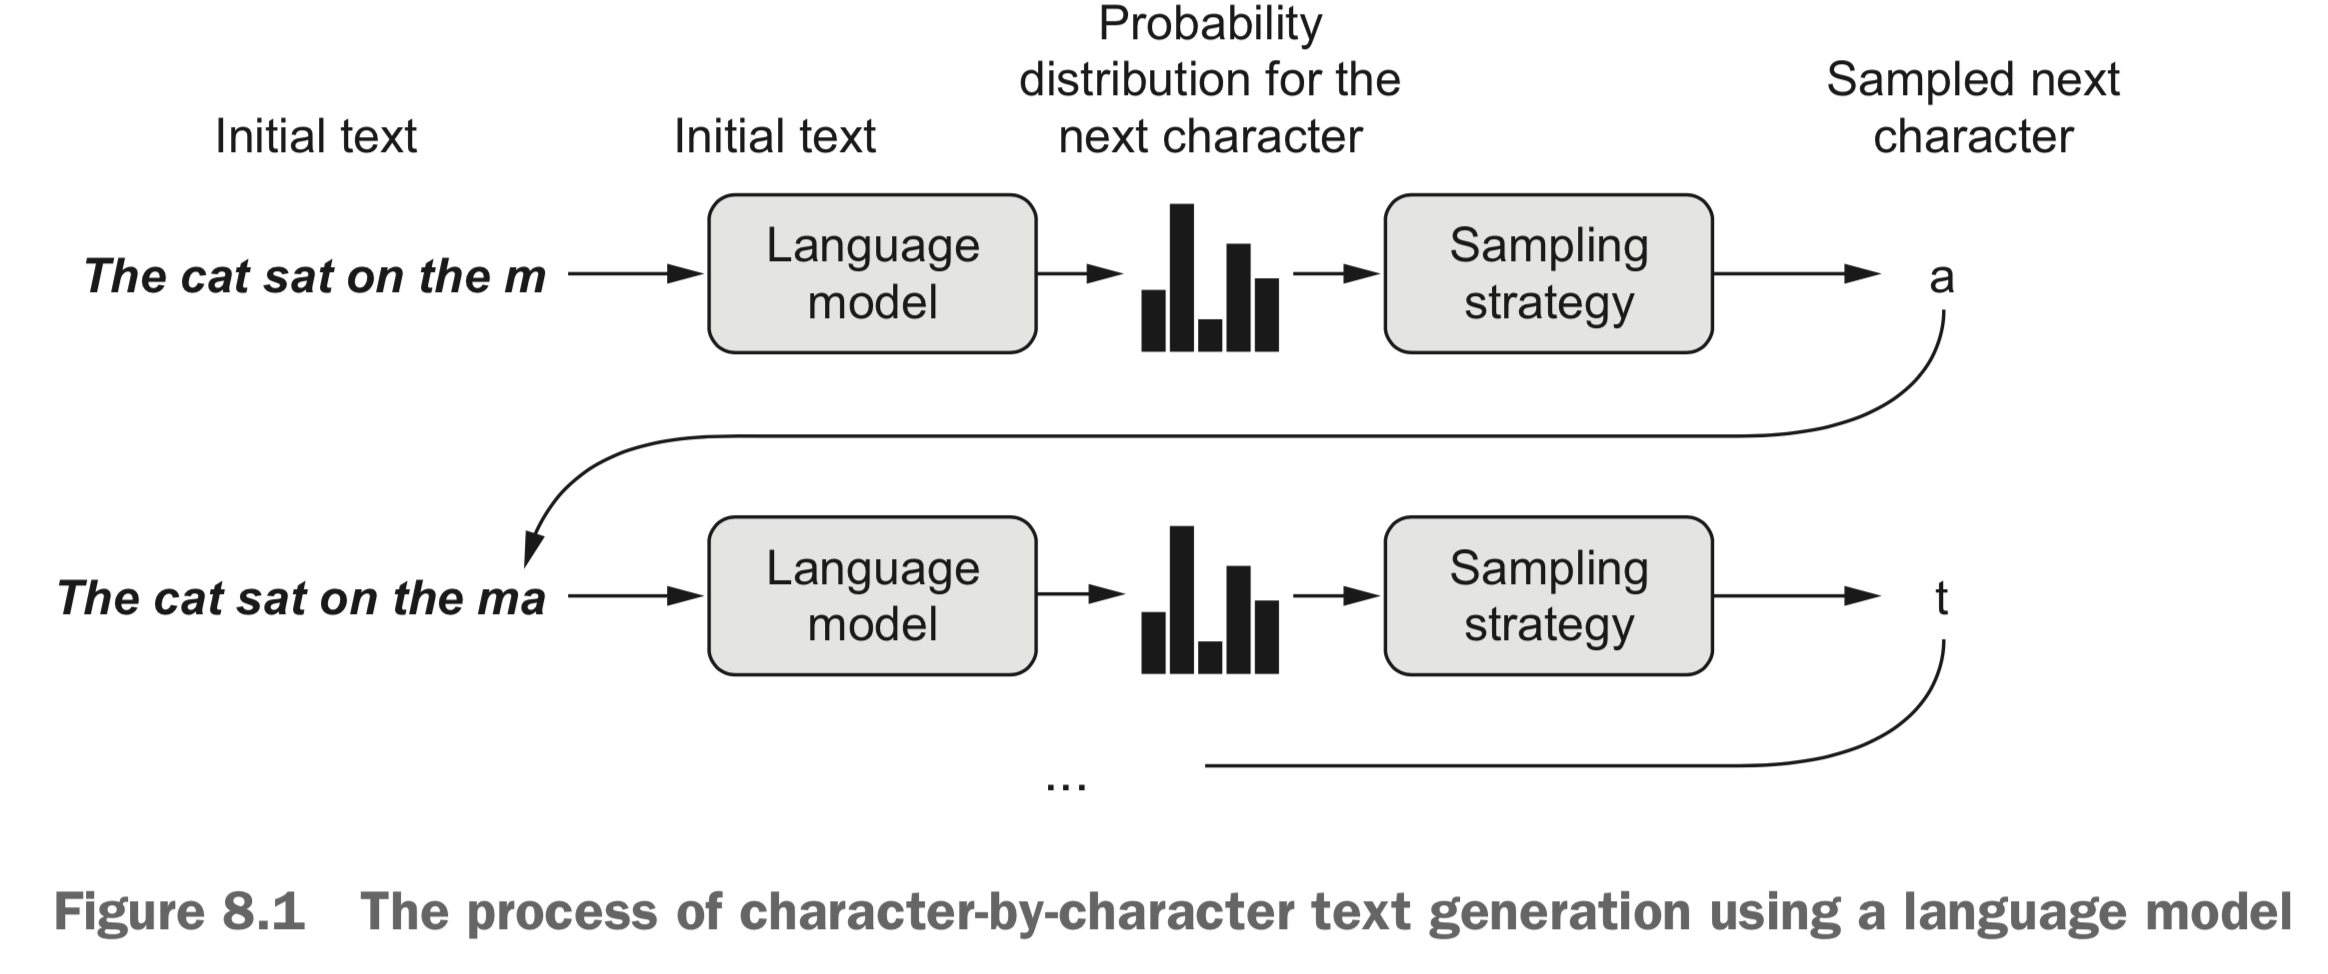 Initial text
Initial text
Probability
distribution for the
next character
Sampled next
character
The cat sat on the m
Language
model
Sampling
strategy
a
The cat sat on the ma
Language
model
Sampling
strategy
t
...
Figure 8.1 The process of character-by-character text generation using a language model